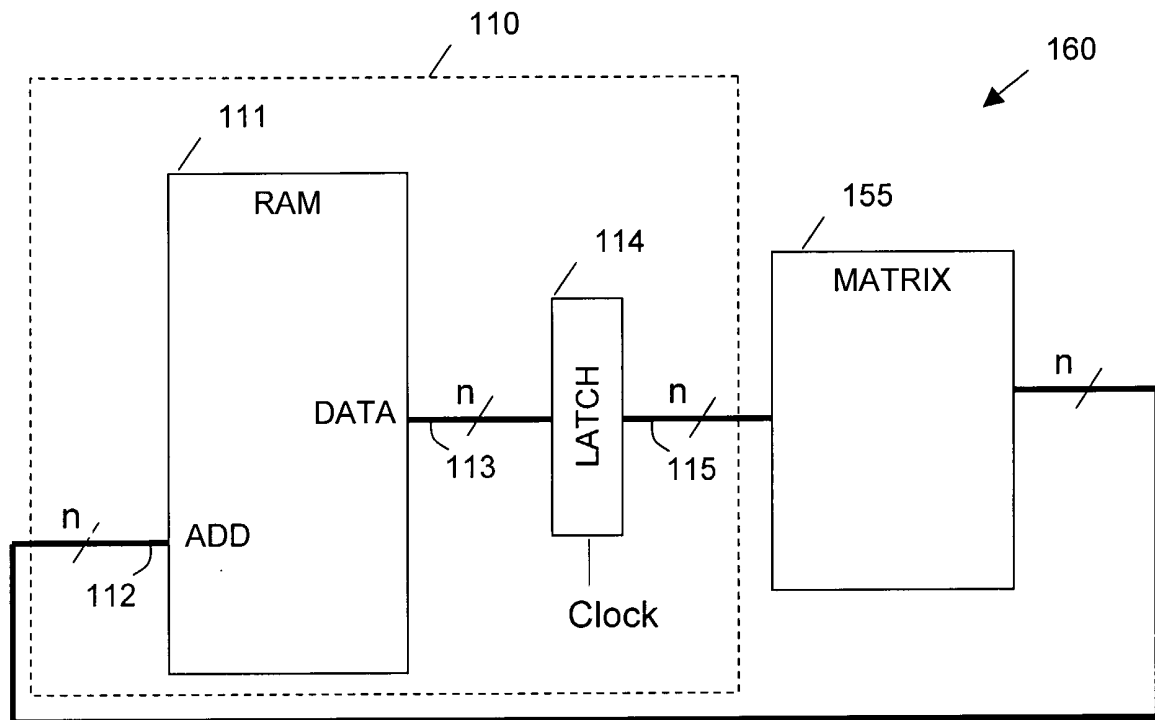 110
160
111
RAM
155
114
MATRIX
n
n
n
DATA
LATCH
113
115
n
ADD
112
Clock